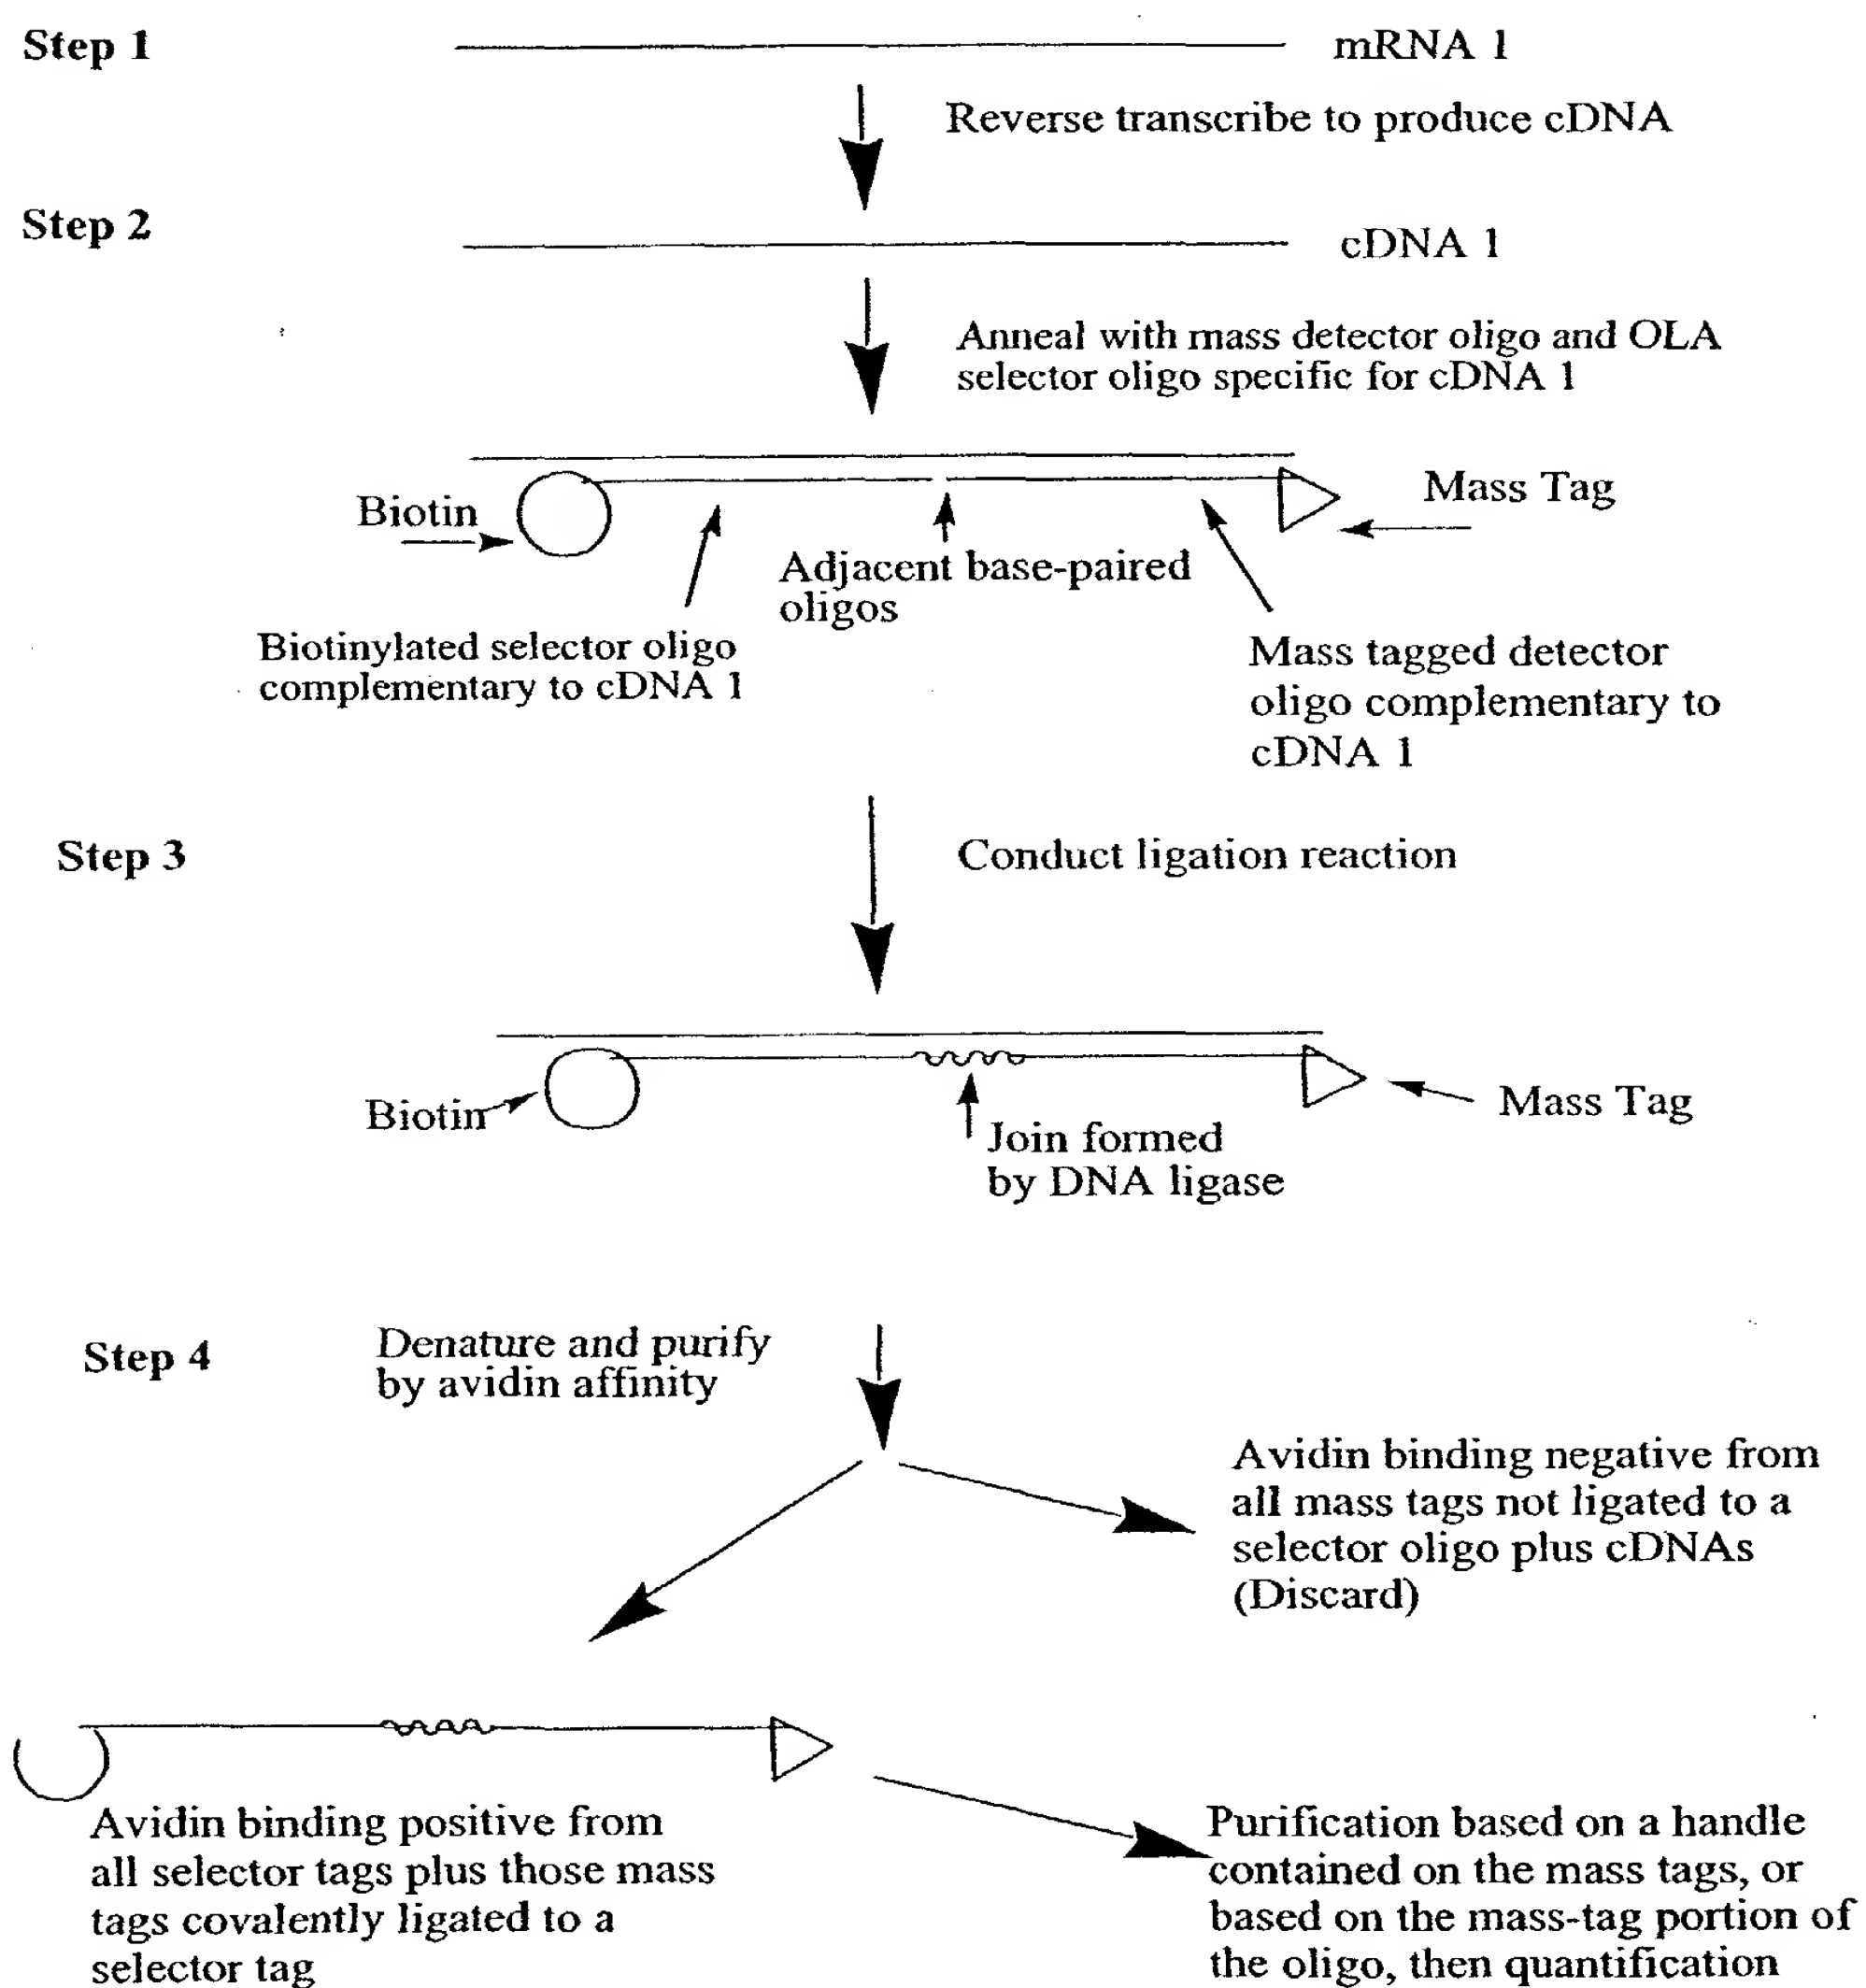 Step 1
mRNA 1
Reverse transcribe to produce cDNA
Step 2
cDNA 1
Anneal with mass detector oligo and OLA
selector oligo specific for cDNA 1
Biotin
Mass Tag
Adjacent base-paired
oligos
Biotinylated selector oligo
complementary to cDNA 1
Mass tagged detector
oligo complementary to
cDNA 1
Step 3
Conduct ligation reaction
Biotin
Mass Tag
Join formed
by DNA ligase
Step 4
Denature and purify
by avidin affinity
Avidin binding negative from
all mass tags not ligated to a
selector oligo plus cDNAs
(Discard)
Avidin binding positive from
all selector tags plus those mass
tags covalently ligated to a
selector tag
Purification based on a handle
contained on the mass tags, or
based on the mass-tag portion of
the oligo, then quantification